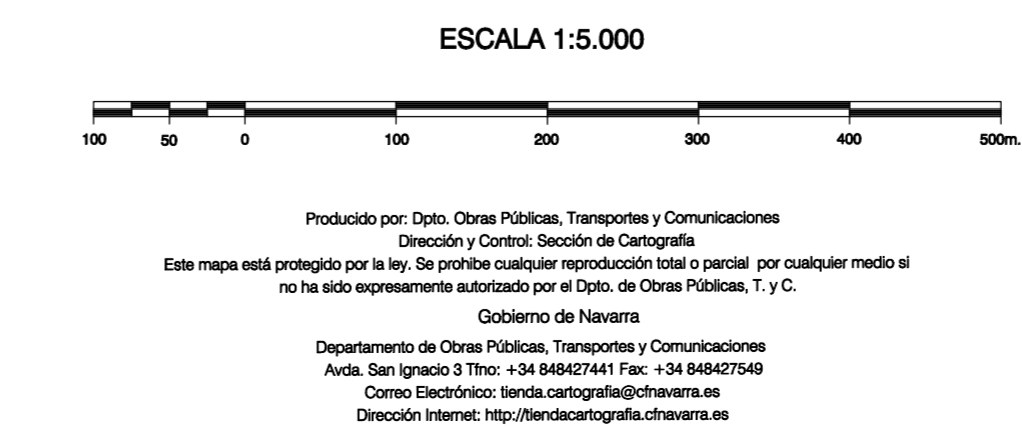 ESCALA 1:5.000
100 50 0 100 200 300 400 500m.
Producido por: Dpto. Obras Públicas, Transportes y Comunicaciones
Dirección y Control: Sección de Cartografía
Este mapa está protegido por la ley. Se prohibe cualquier reproducción total o parcial por cualquier medio si
no ha sido expresamente autorizado por el Dpto. de Obras Públicas, T. y C.
Gobierno de Navarra
Departamento de Obras Públicas, Transportes y Comunicaciones
Avda. San Ignacio 3 Tfno: +34 848427441 Fax: +34 848427549
Correo Electrónico: tienda.cartografia@cfnavarra.es
Dirección Internet: http://tiendacartografia.cfnavarra.es